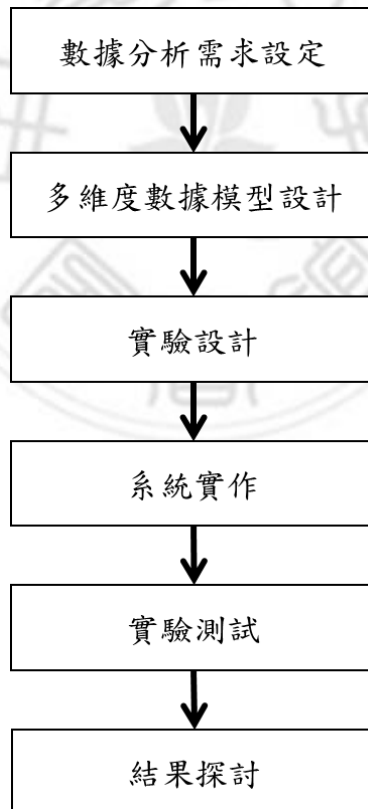 數據分析需求設定
多維度數據模型設計
實驗設計
系統實作
實驗測試
結果探討